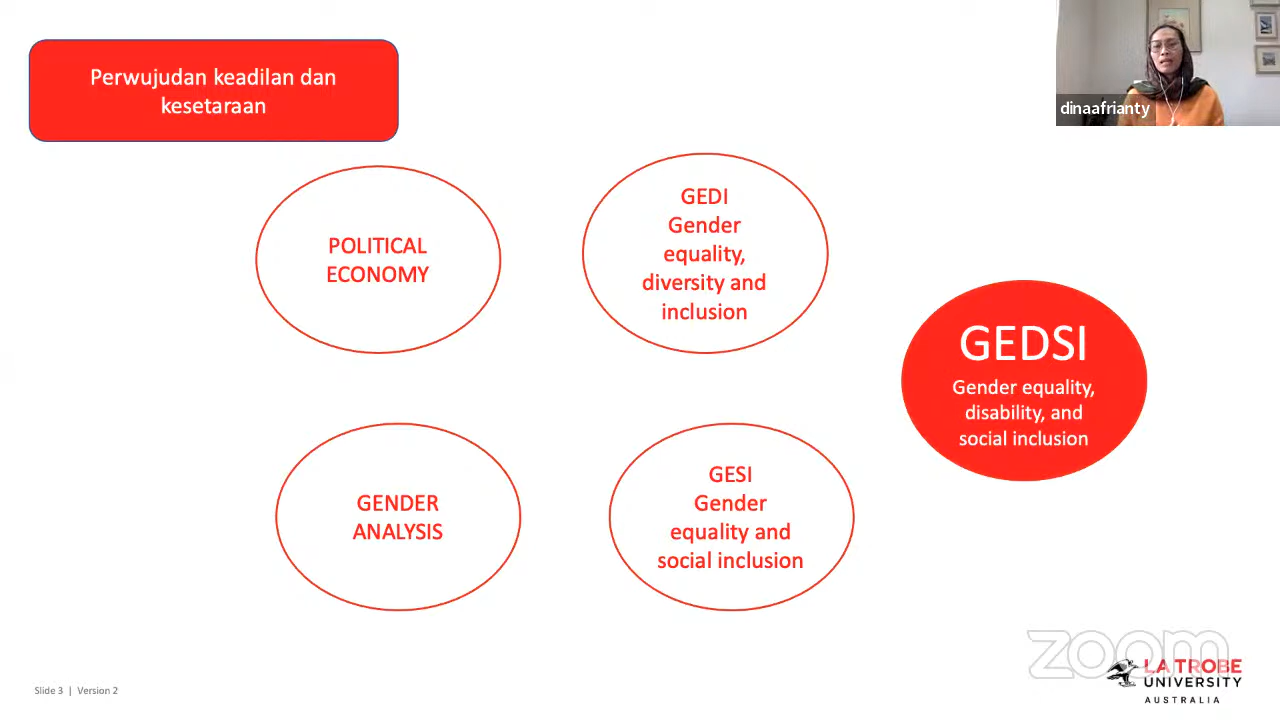 Perwujudan keadilan dan
kesetaraan
dinaafrianty
POLITICAL
ECONOMY
GEDI
Gender
equality,
diversity and
inclusion
GEDSI
Gender equality,
disability, and
social inclusion
GENDER
ANALYSIS
GESI
Gender
equality and
social inclusion
Slide 3 | Version 2
zoom
LA TROBE
UNIVERSITY
AUSTRALIA